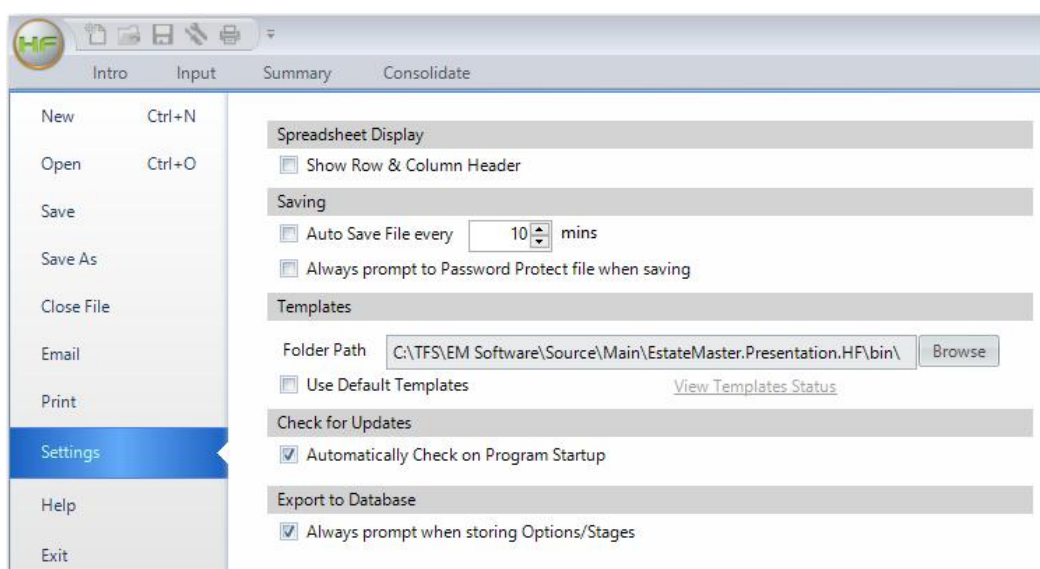 HF
Intro Input Summary Consolidate
New Ctrl+N
Open Ctrl+O
Save
Save As
Close File
Email
Print
Settings
Help
Exit
Spreadsheet Display
Show Row & Column Header
Saving
Auto Save File every 10 mins
Always prompt to Password Protect file when saving
Templates
Folder Path C:\TFS\EM Software\Source\Main\EstateMaster.Presentation.HF\bin\ Browse
Use Default Templates View Templates Status
Check for Updates
Automatically Check on Program Startup
Export to Database
Always prompt when storing Options/Stages